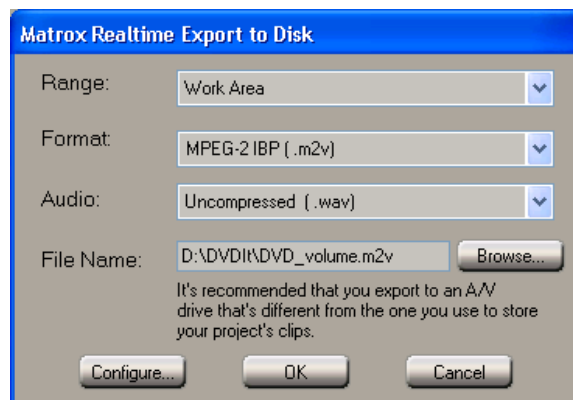 Matrox Realtime Export to Disk
Range: Work Area
Format: MPEG-2 IBP ( .m2v)
Audio: Uncompressed ( .wav)
File Name: D:\DVDIt\DVD_volume.m2v Browse...
It's recommended that you export to an A/V
drive that's different from the one you use to store
your project's clips.
Configure... OK Cancel